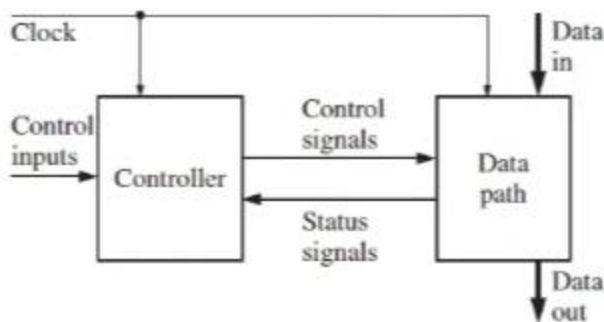 Clock
Data
in
Control
inputs
Controller
Control
signals
Data
path
Status
signals
Data
out